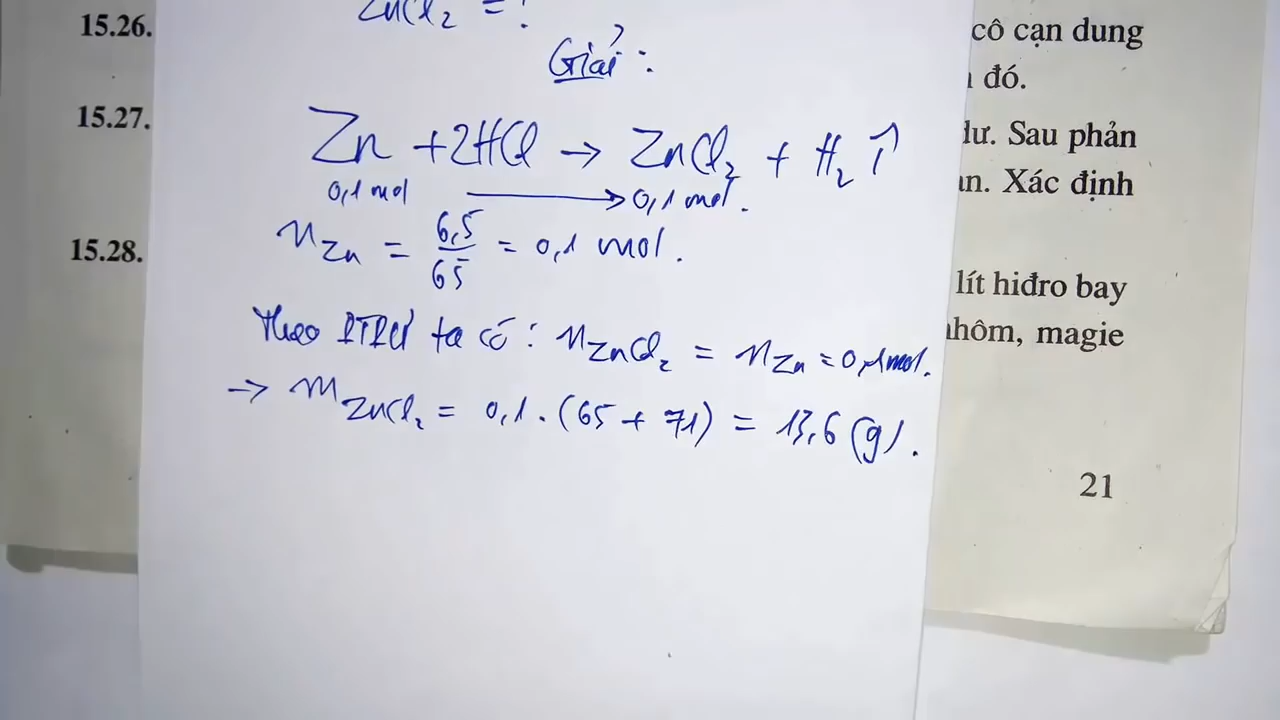 15.26.
ZnCl₂ = ?
cô cạn dung
Giải:
đó.
15.27.
dư. Sau phản
Zn + 2HCl → ZnCl₂ + H₂ ↑
0,1 mol → 0,1 mol.
Xác định
nZn = 6,5/65 = 0,1 mol.
15.28.
lít hiđro bay
nhôm, magie
Theo PTPƯ ta có: nZnCl₂ = nZn = 0,1 mol.
→ mZnCl₂ = 0,1 . (65 + 71) = 13,6 (g).
21